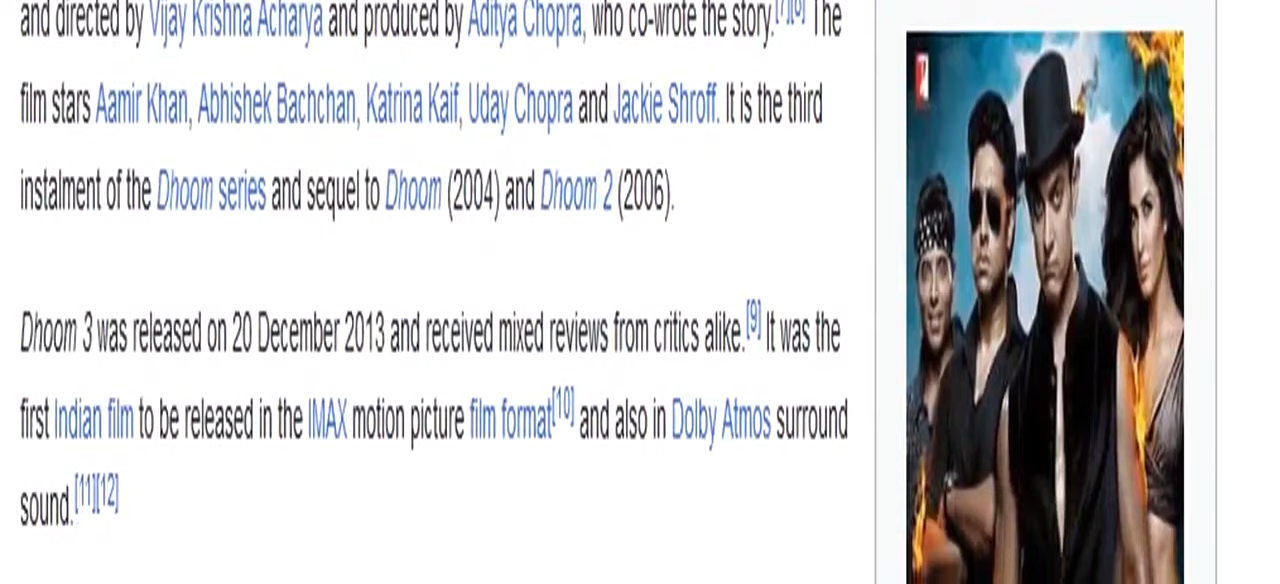 and directed by Vijay Krishna Acharya and produced by Aditya Chopra, who co-wrote the story.[7][8] The
film stars Aamir Khan, Abhishek Bachchan, Katrina Kaif, Uday Chopra and Jackie Shroff. It is the third
instalment of the Dhoom series and sequel to Dhoom (2004) and Dhoom 2 (2006).
Dhoom 3 was released on 20 December 2013 and received mixed reviews from critics alike.[9] It was the
first Indian film to be released in the IMAX motion picture film format[10] and also in Dolby Atmos surround
sound.[11][12]